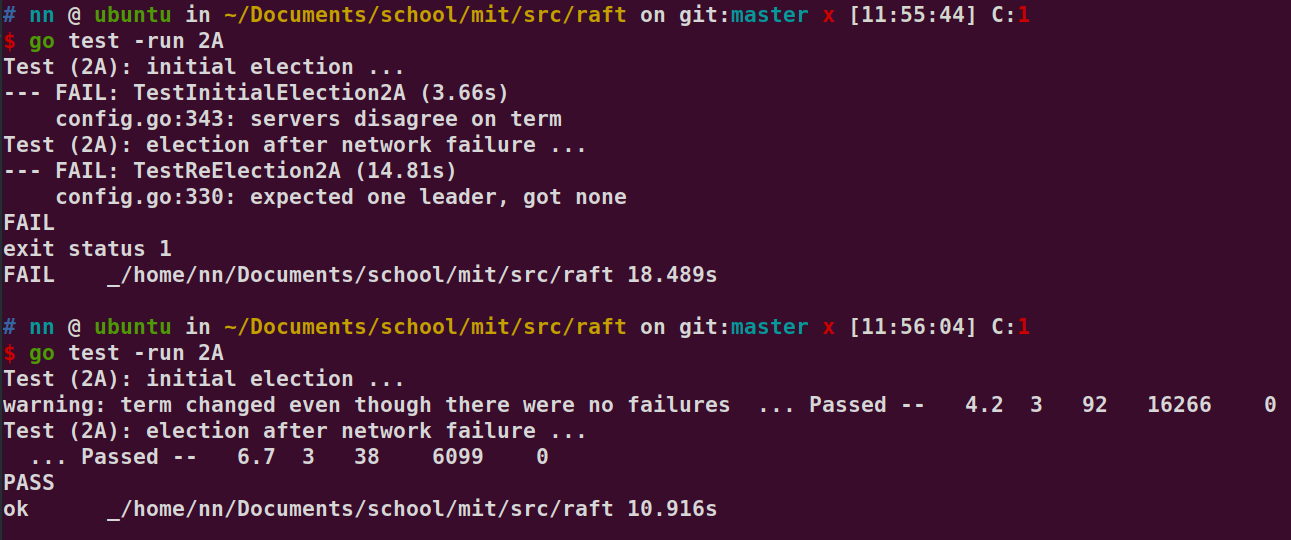 # nn @ ubuntu in ~/Documents/school/mit/src/raft on git:master x [11:55:44] C:1
$ go test -run 2A
Test (2A): initial election ...
--- FAIL: TestInitialElection2A (3.66s)
    config.go:343: servers disagree on term
Test (2A): election after network failure ...
--- FAIL: TestReElection2A (14.81s)
    config.go:330: expected one leader, got none
FAIL
exit status 1
FAIL    _/home/nn/Documents/school/mit/src/raft 18.489s
# nn @ ubuntu in ~/Documents/school/mit/src/raft on git:master x [11:56:04] C:1
$ go test -run 2A
Test (2A): initial election ...
warning: term changed even though there were no failures  ... Passed --   4.2  3   92   16266    0
Test (2A): election after network failure ...
  ... Passed --   6.7  3   38    6099    0
PASS
ok      _/home/nn/Documents/school/mit/src/raft 10.916s